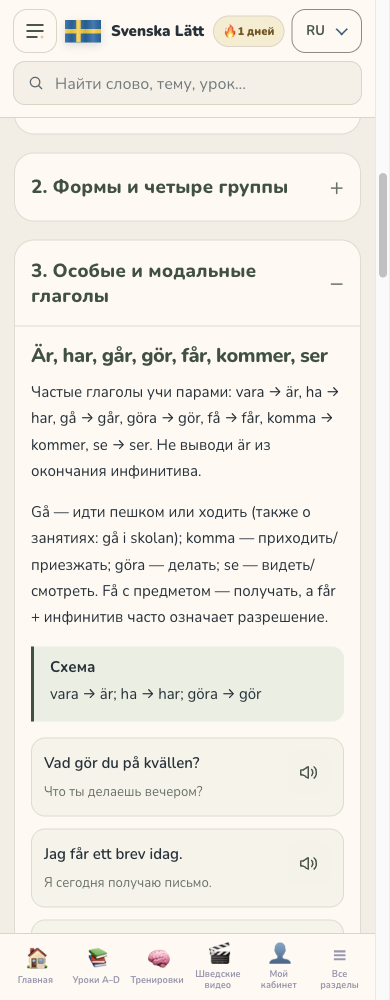 Svenska Lätt
🔥1 дней
RU
Найти слово, тему, урок...
2. Формы и четыре группы
3. Особые и модальные
глаголы
Är, har, går, gör, får, kommer, ser
Частые глаголы учи парами: vara → är, ha →
har, gå → går, göra → gör, få → får, komma →
kommer, se → ser. Не выводи är из
окончания инфинитива.
Gå — идти пешком или ходить (также о
занятиях: gå i skolan); komma — приходить/
приезжать; göra — делать; se — видеть/
смотреть. Få с предметом — получать, а får
+ инфинитив часто означает разрешение.
Схема
vara → är; ha → har; göra → gör
Vad gör du på kvällen?
Что ты делаешь вечером?
Jag får ett brev idag.
Я сегодня получаю письмо.
Главная
Уроки A–D
Тренировки
Шведские
видео
Мой
кабинет
Все
разделы